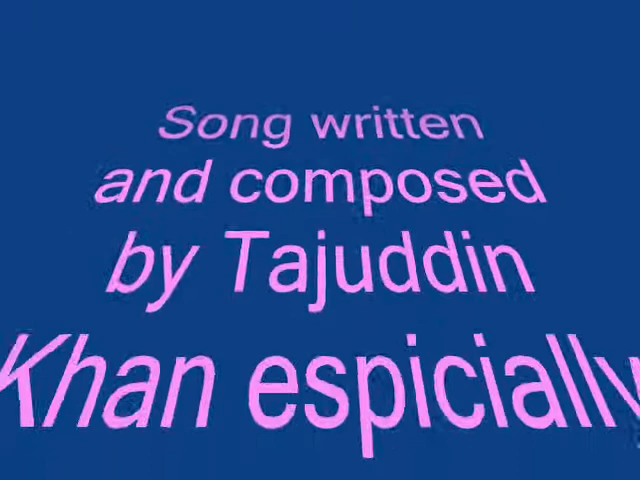 Song written
and composed
by Tajuddin
Khan espicially